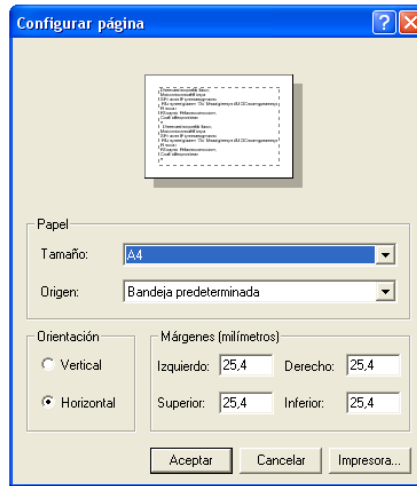 Configurar página
Papel
Tamaño: A4
Origen: Bandeja predeterminada
Orientación
Vertical
Horizontal
Márgenes (milímetros)
Izquierdo: 25,4 Derecho: 25,4
Superior: 25,4 Inferior: 25,4
Aceptar Cancelar Impresora...